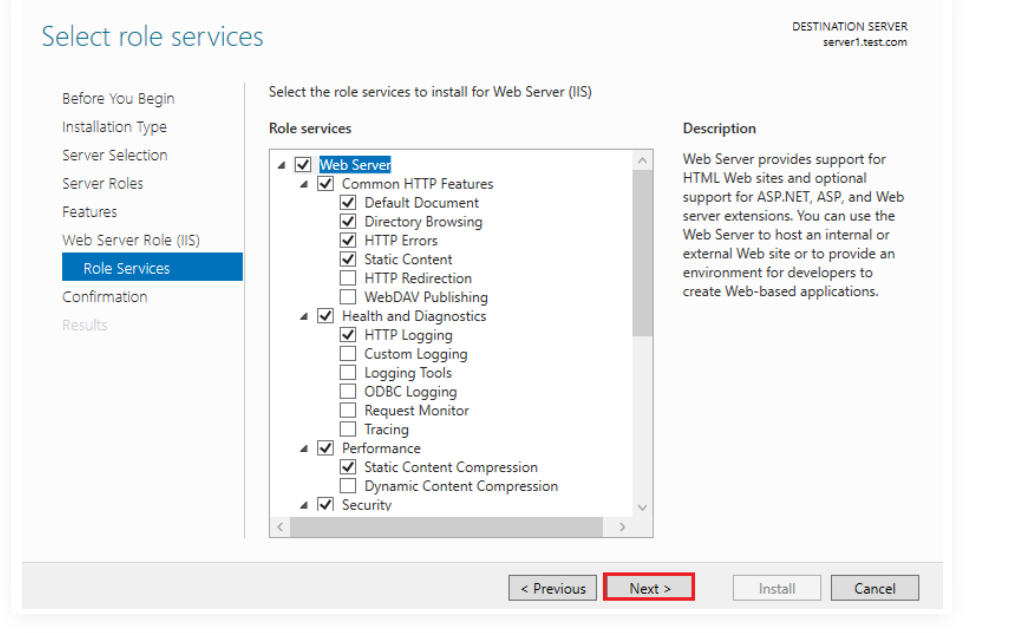 Select role services
DESTINATION SERVER
server1.test.com
Before You Begin
Installation Type
Server Selection
Server Roles
Features
Web Server Role (IIS)
Role Services
Confirmation
Results
Select the role services to install for Web Server (IIS)
Role services
Web Server
Common HTTP Features
Default Document
Directory Browsing
HTTP Errors
Static Content
HTTP Redirection
WebDAV Publishing
Health and Diagnostics
HTTP Logging
Custom Logging
Logging Tools
ODBC Logging
Request Monitor
Tracing
Performance
Static Content Compression
Dynamic Content Compression
Security
Description
Web Server provides support for
HTML Web sites and optional
support for ASP.NET, ASP, and Web
server extensions. You can use the
Web Server to host an internal or
external Web site or to provide an
environment for developers to
create Web-based applications.
< Previous
Next >
Install
Cancel